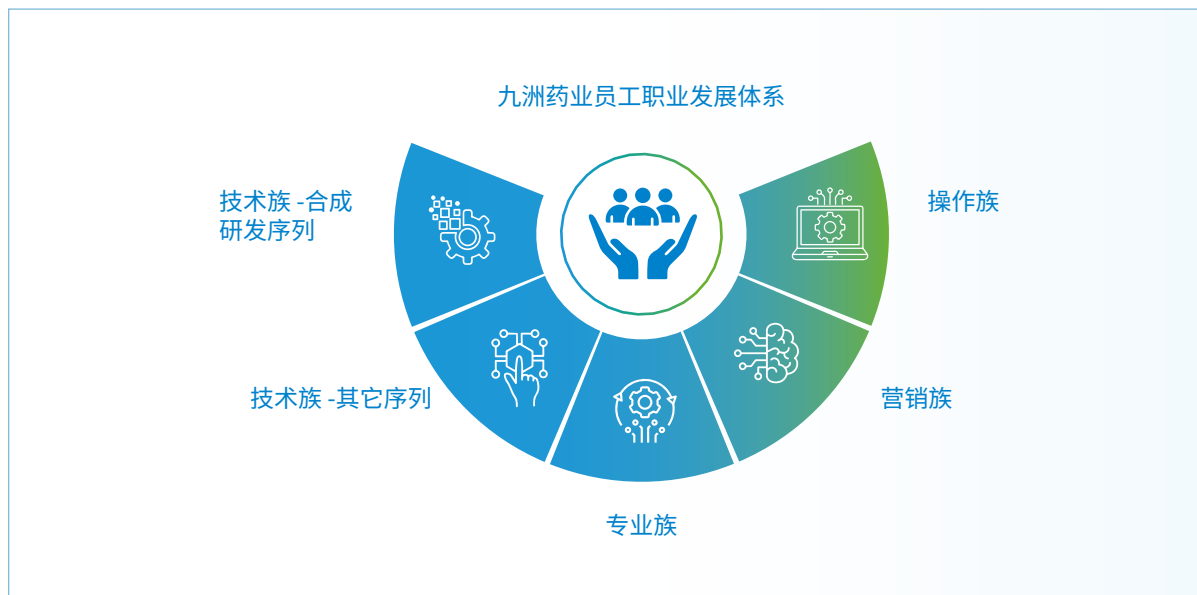 九洲药业员工职业发展体系
技术族 -合成
研发序列
操作族
技术族 -其它序列
营销族
专业族